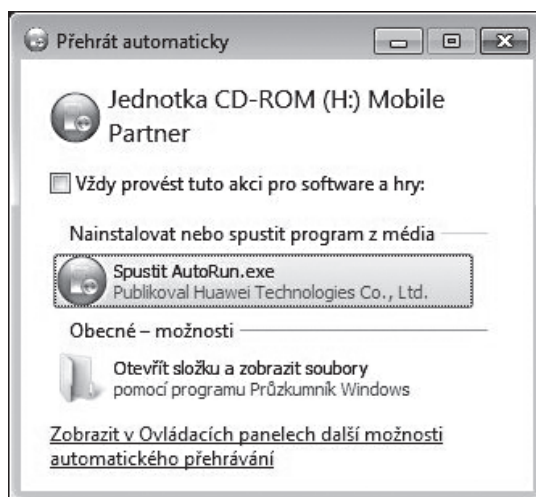 Přehrát automaticky
Jednotka CD-ROM (H:) Mobile
Partner
Vždy provést tuto akci pro software a hry:
Nainstalovat nebo spustit program z média
Spustit AutoRun.exe
Publikoval Huawei Technologies Co., Ltd.
Obecné – možnosti
Otevřít složku a zobrazit soubory
pomocí programu Průzkumník Windows
Zobrazit v Ovládacích panelech další možnosti
automatického přehrávání